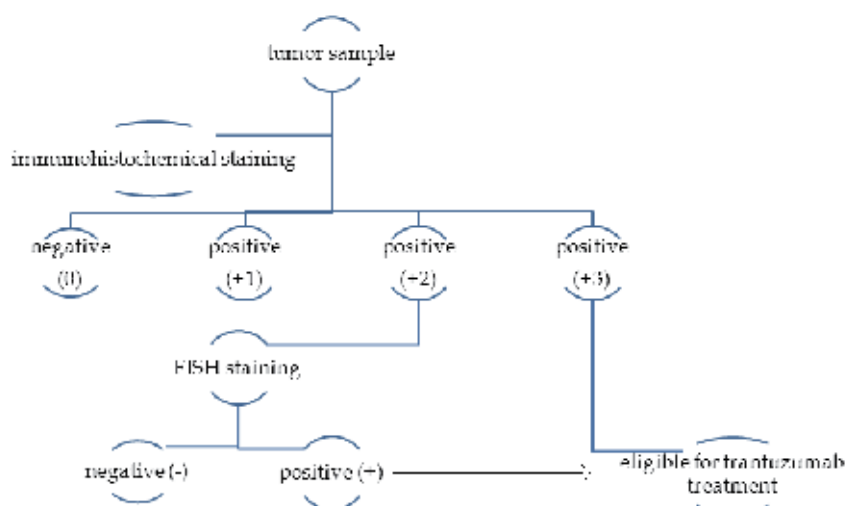 tumor sample
immunohistochemical staining
negative
(0)
positive
(+1)
positive
(+2)
positive
(+3)
FISH staining
negative (-)
positive (+)
eligible for trantuzumab
treatment